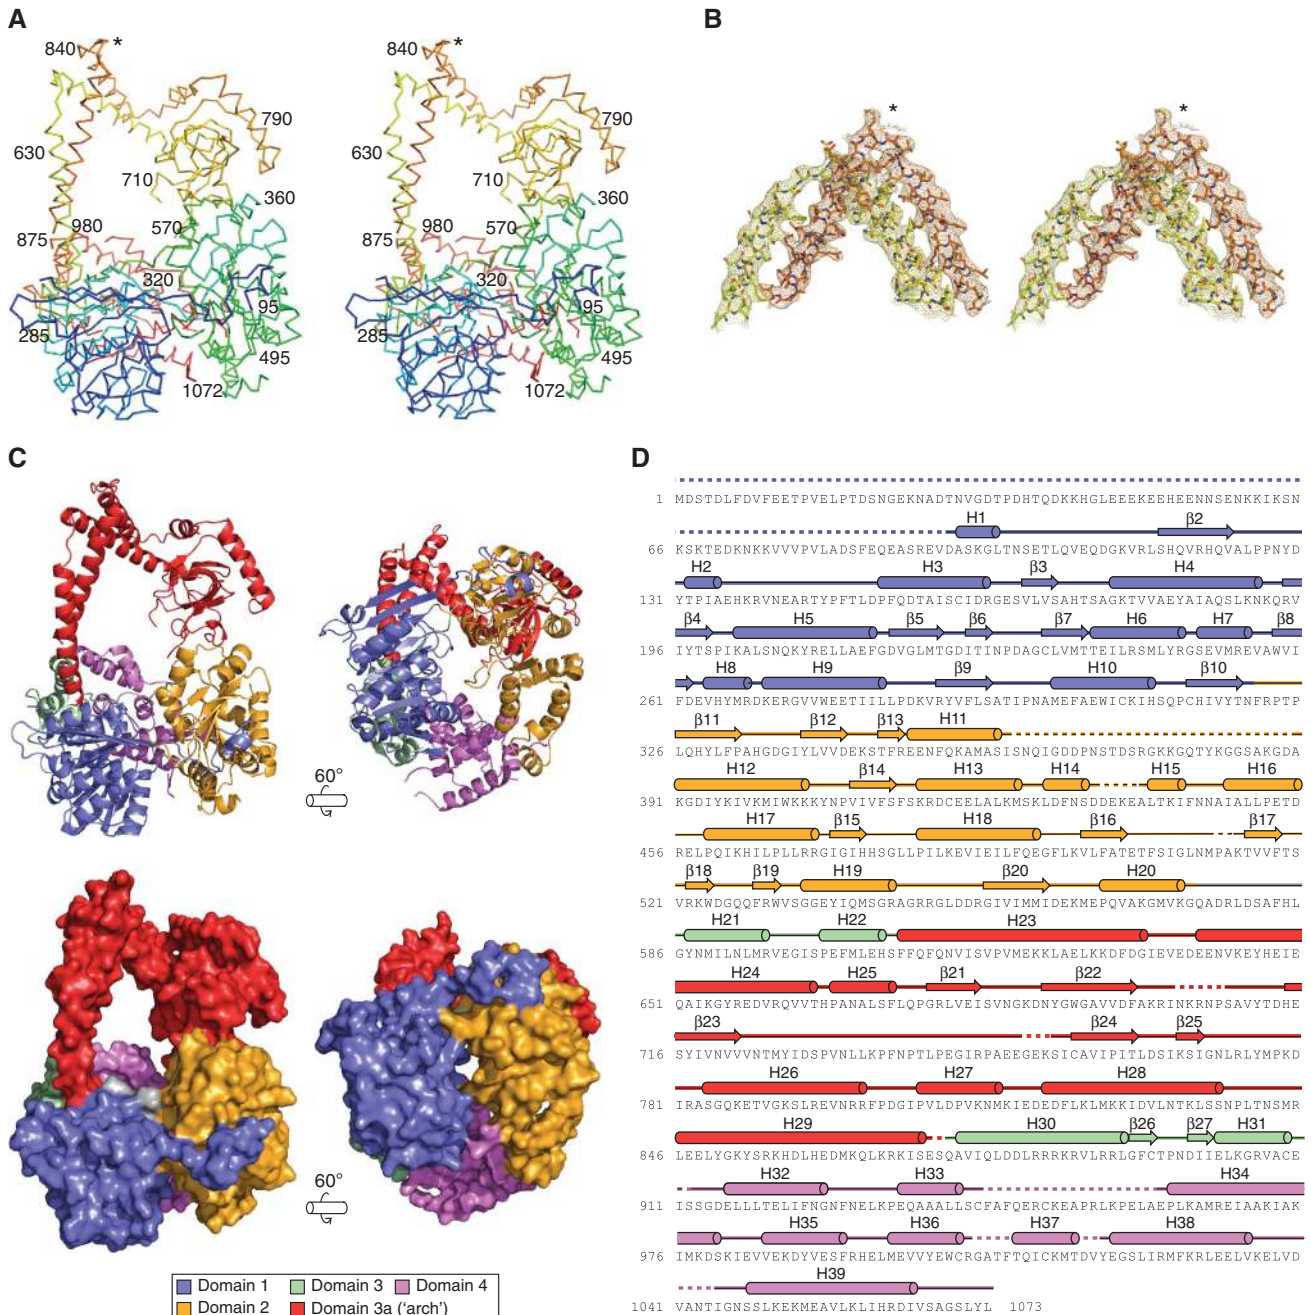 A
B
840 *
840 *
790
790
630
630
710
710
360
360
980
980
570
570
875
875
320
320
95
95
285
285
495
495
1072
1072
*
*
C
60°
60°
Domain 1
Domain 3
Domain 4
Domain 2
Domain 3a (‘arch’)
D
1 MDSTDLFDVFEETPVELPTDSNGEKNADTNVGDTPDHTQDKKHGLEEEKEEHEENNSENKKIKSN
H1 β2
66 KSKTEDKNKKVVVPVLADSFEQEASREVDASKGLTNSETLQVEQDGKVRLSHQVRHQVALPPNYD
H2 H3 β3 H4
131 YTPIAEHKRVNEARTYPFTLDPFQDTAISCIDRGESVLVSAHTSAGKTVVAEYAIAQSLKNKQRV
β4 H5 β5 β6 β7 H6 H7 β8
196 IYTSPIKALSNQKYRELLAEFGDVGLMTGDITINPDAGCLVMTTEILRSMLYRGSEVMREVAWVI
H8 H9 β9 H10 β10
261 FDEVHYMRDKERGVVWEETIILLPDKVRYVFLSATIPNAMEFAEWICKIHSQPCHIVYTNFRPTP
β11 β12 β13 H11
326 LQHYLFPAHGDGIYLVVDEKSTFREENFQKAMASISNQIGDDPNSTDSRGKKGQTYKGGSAKGDA
H12 β14 H13 H14 H15 H16
391 KGDIYKIVKMIWKKKYNPVIVFSFSKRDCEELALKMSKLDFNSDDEKEALTKIFNNAIALLPETD
H17 β15 H18 β16 β17
456 RELPQIKHILPLLRRGIGIHHSGLLPILKEVIEILFQEGFLKVLFATETFSIGLNMPAKTVVFTS
β18 β19 H19 β20 H20
521 VRKWDGQQFRWVSGGEYIQMSGRAGRRGLDDRGIVIMMIDEKMEPQVAKGMVKGQADRLDSAFHL
H21 H22 H23
586 GYNMILNLMRVEGISPEFMLEHSFFQFQNVISVPVMEKKLAELKKDFDGIEVEDEENVKEYHEIE
H24 H25 β21 β22
651 QAIKGYREDVRQVVTHPANALSFLQPGRLVEISVNGKDNYGWGAVVDFAKRINKRNPSAVYTDHE
β23 β24 β25
716 SYIVNVVVNTMYIDSPVNLLKPFNPTLPEGIRPAEEGEKSICAVIPITLDSIKSIGNLRLYMPKD
H26 H27 H28
781 IRASGQKETVGKSLREVNRRFPDGIPVLDPVKNMKIEDEDFLKLMKKIDVLNTKLSSNPLTNSMR
H29 H30 β26 β27 H31
846 LEELYGKYSRKHDLHEDMKQLKRKISESQAVIQLDDLRRRKRVLRRLGFCTPNDIIELKGRVACE
H32 H33 H34
911 ISSGDELLLTELIFNGNFNELKPEQAAALLSCFAFQERCKEAPRLKPELAEPLKAMREIAAKIAK
H35 H36 H37 H38
976 IMKDSKIEVVEKDYVESFRHELMEVVYEWCRGATFTQICKMTDVYEGSLIRMFKRLEELVKELVD
H39
1041 VANTIGNSSLKEKMEAVLKLIHRDIVSAGSLYL 1073